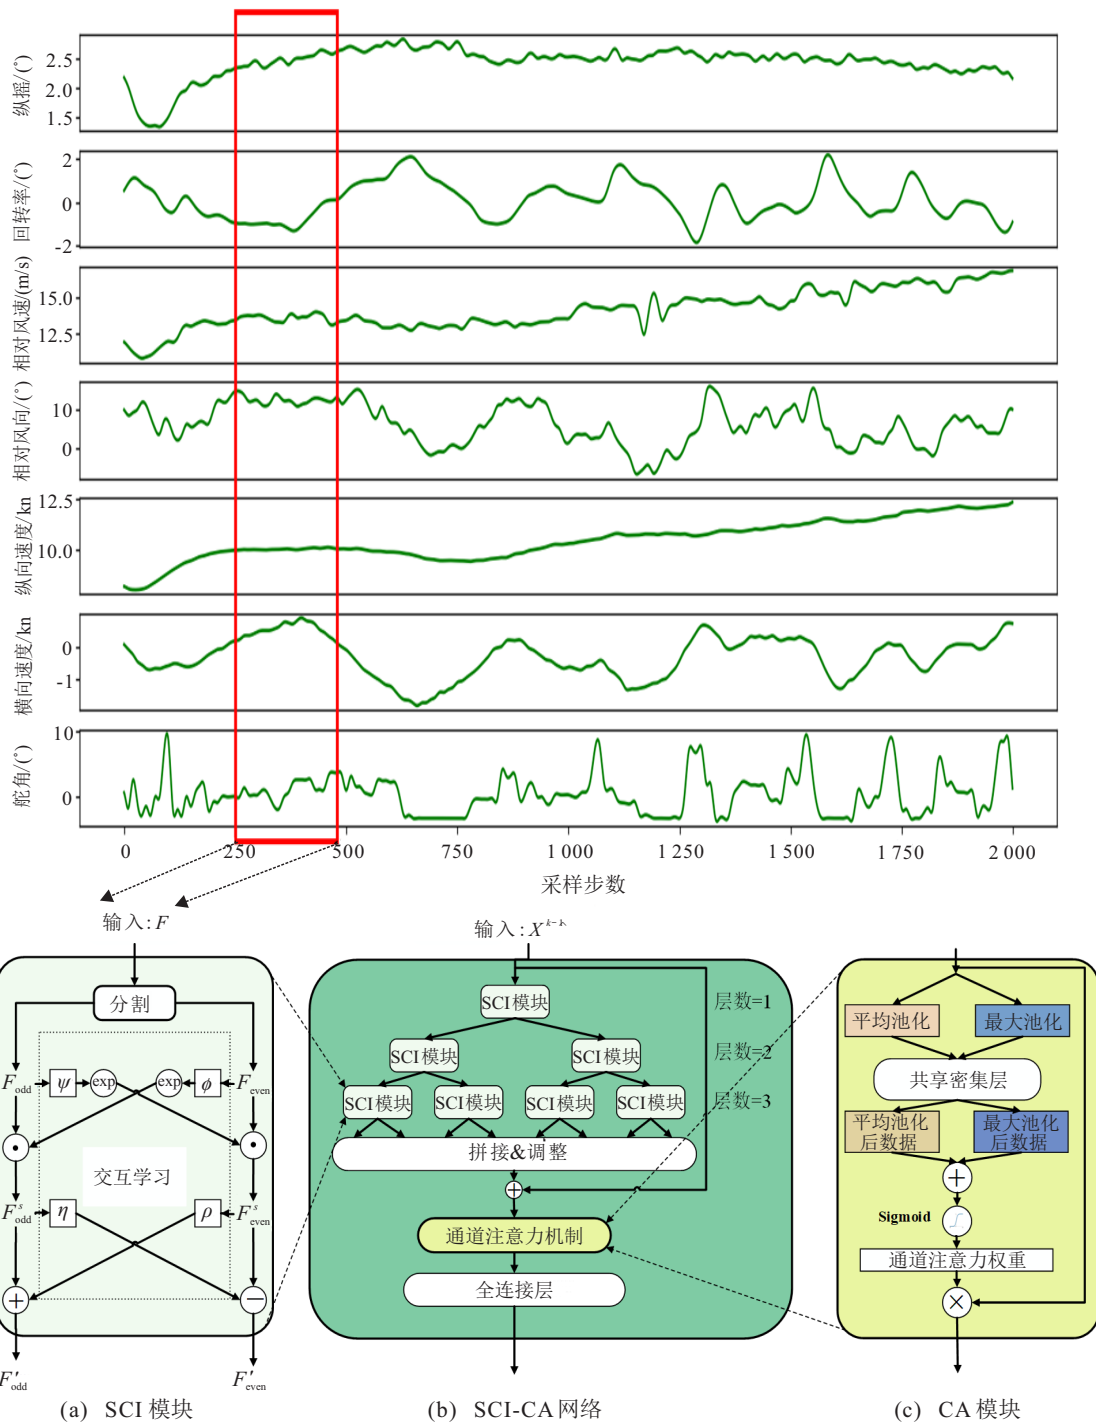 纵摇/(°)
2.5
2.0
1.5
回转率/(°)
2
0
-2
相对风速/(m/s)
15.0
12.5
相对风向/(°)
10
0
纵向速度/kn
12.5
10.0
横向速度/kn
0
-1
舵角/(°)
10
0
0 250 500 750 1 000 1 250 1 500 1 750 2 000
采样步数
输入: F
分割
F_odd ψ exp exp ϕ F_even
交互学习
F^s_odd η ρ F^s_even
+ −
F′_odd F′_even
(a) SCI 模块
输入: X
SCI模块 层数=1
SCI模块 SCI模块 层数=2
SCI模块 SCI模块 SCI模块 SCI模块 层数=3
拼接&调整
+
通道注意力机制
全连接层
(b) SCI-CA 网络
平均池化 最大池化
共享密集层
平均池化 最大池化
后数据 后数据
+
Sigmoid
通道注意力权重
×
(c) CA 模块